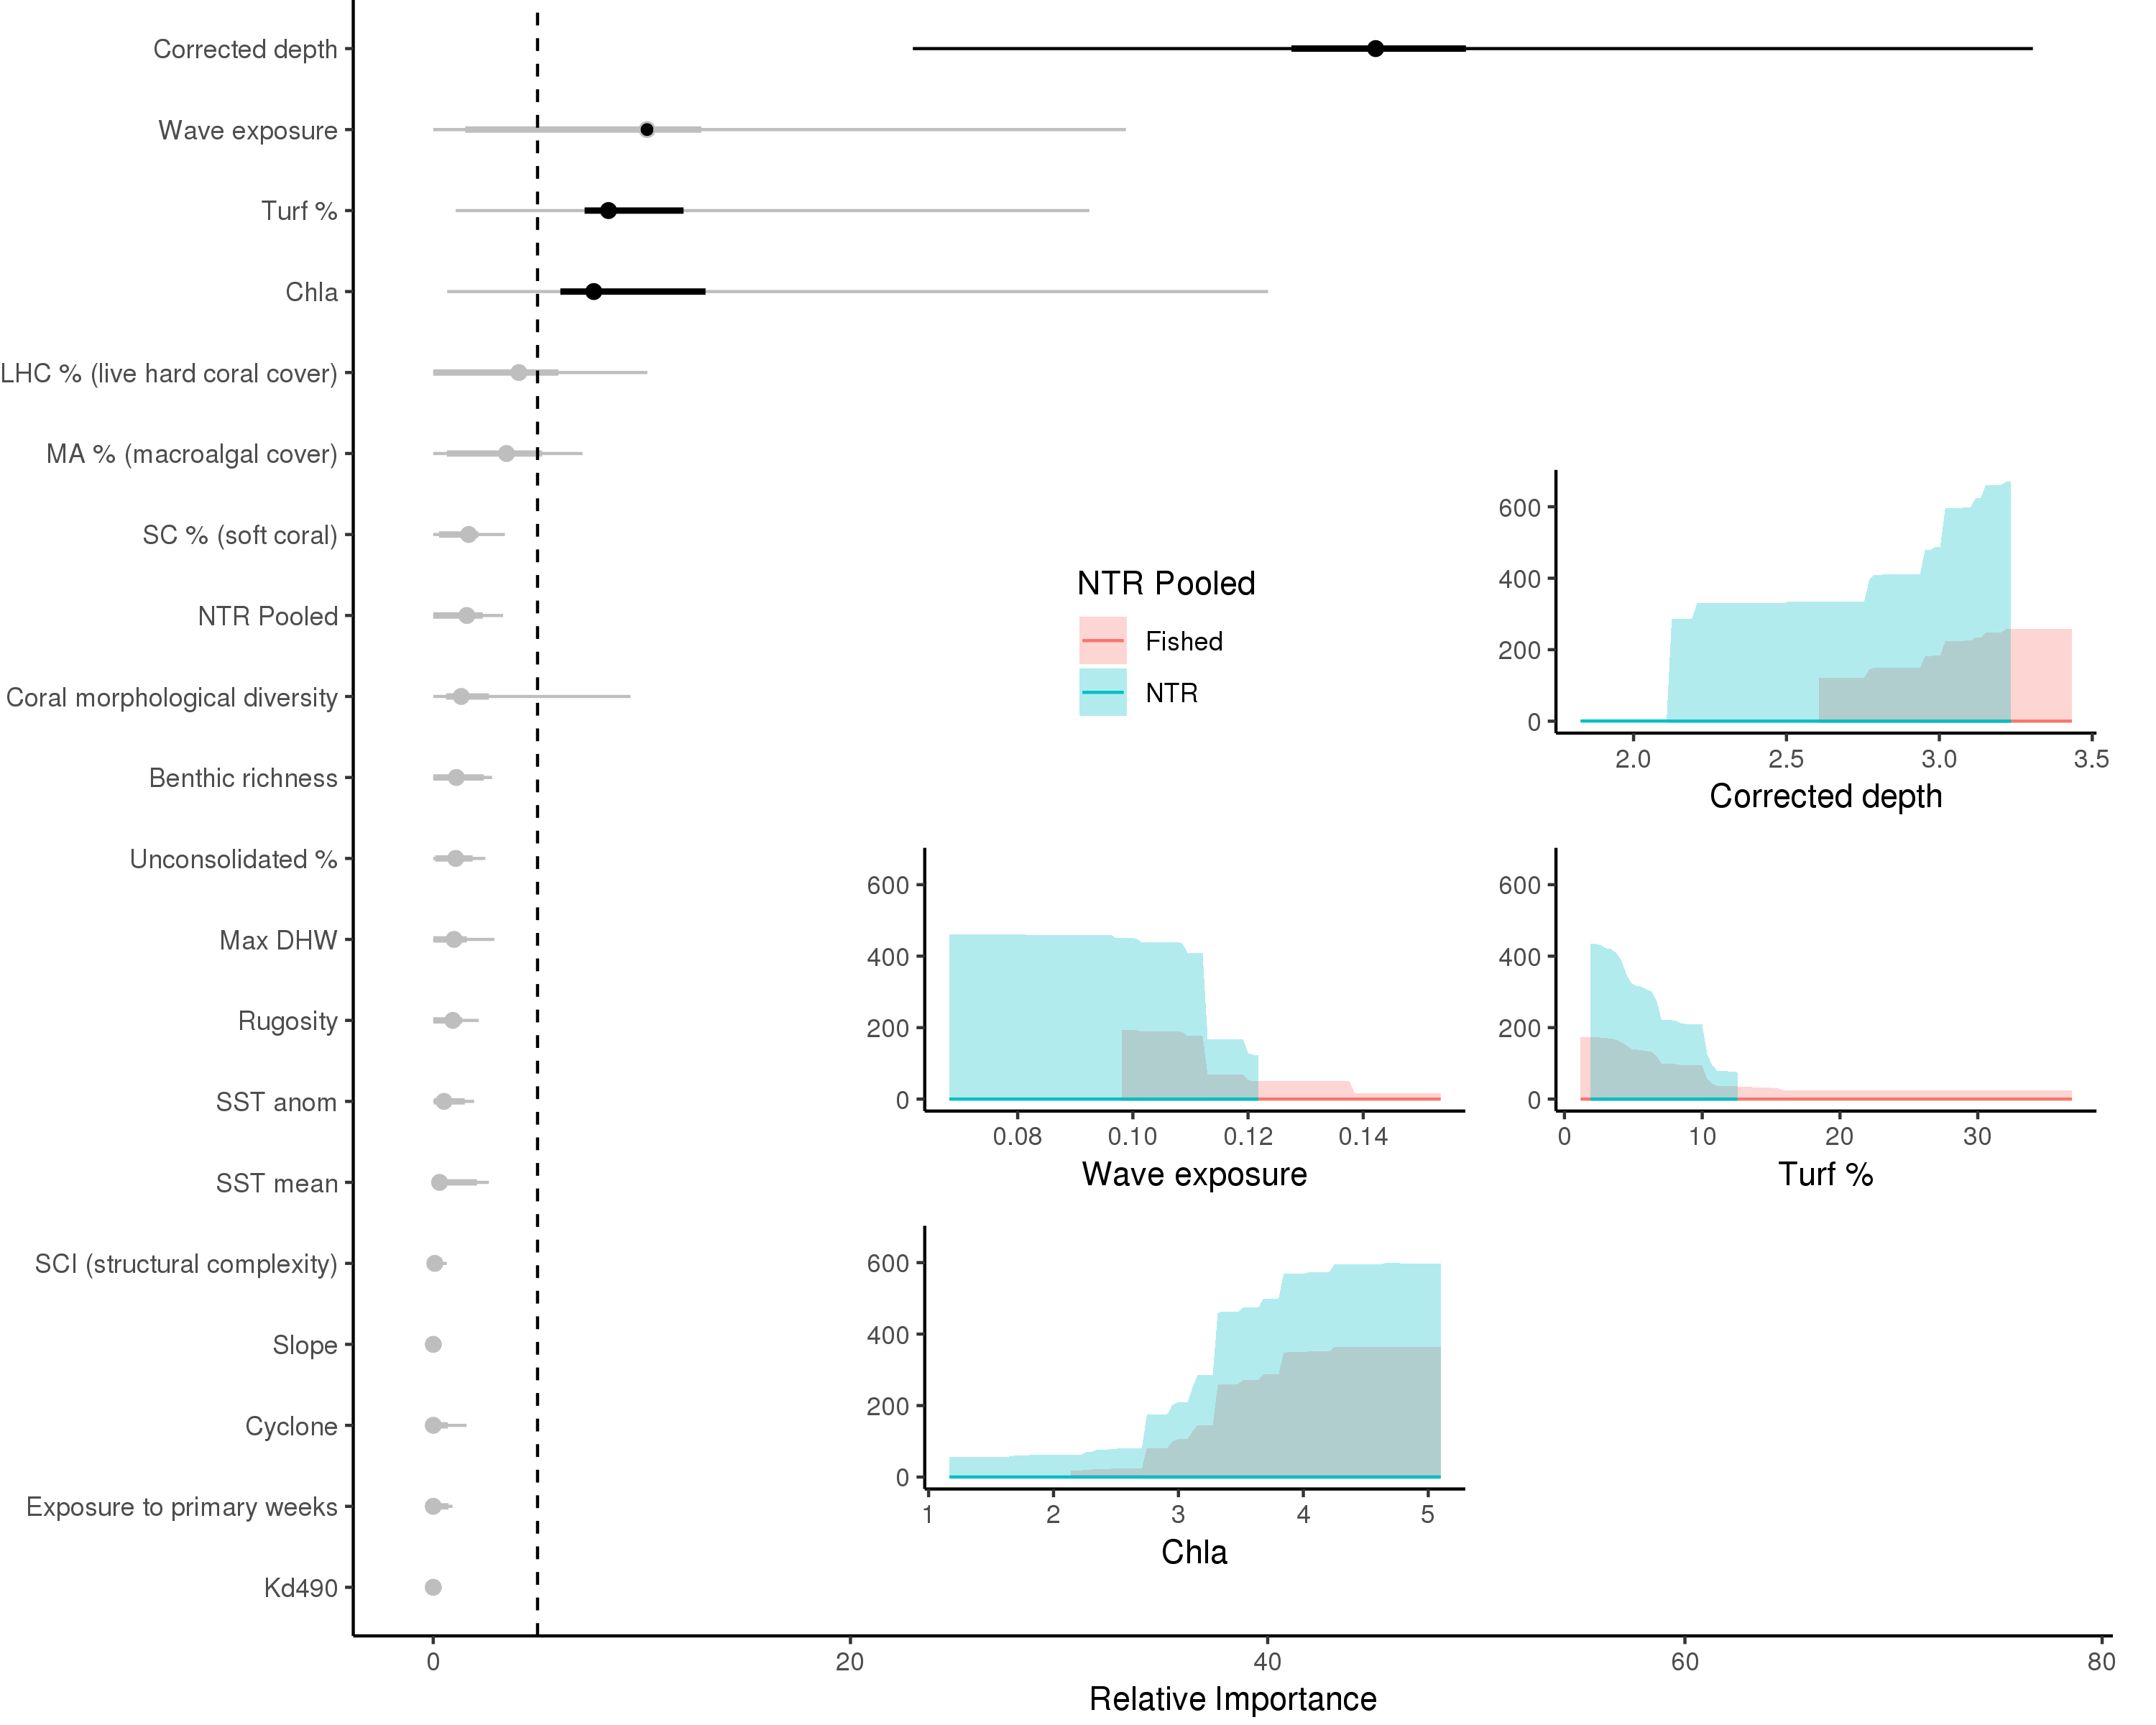 Corrected depth
Wave exposure
Turf %
Chla
LHC % (live hard coral cover)
MA % (macroalgal cover)
SC % (soft coral)
NTR Pooled
Coral morphological diversity
Benthic richness
Unconsolidated %
Max DHW
Rugosity
SST anom
SST mean
SCI (structural complexity)
Slope
Cyclone
Exposure to primary weeks
Kd490
0 20 40 60 80
Relative Importance
NTR Pooled
Fished
NTR
600
400
200
0
2.0 2.5 3.0 3.5
Corrected depth
600
400
200
0
0.08 0.10 0.12 0.14
Wave exposure
600
400
200
0
0 10 20 30
Turf %
600
400
200
0
1 2 3 4 5
Chla